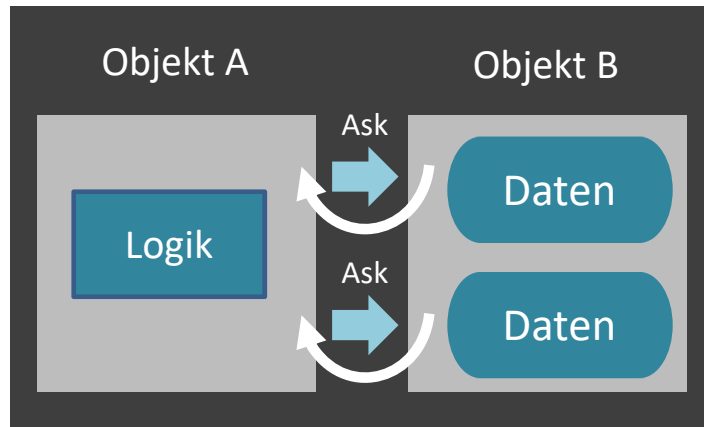 Objekt A
Objekt B
Ask
Daten
Logik
Ask
Daten